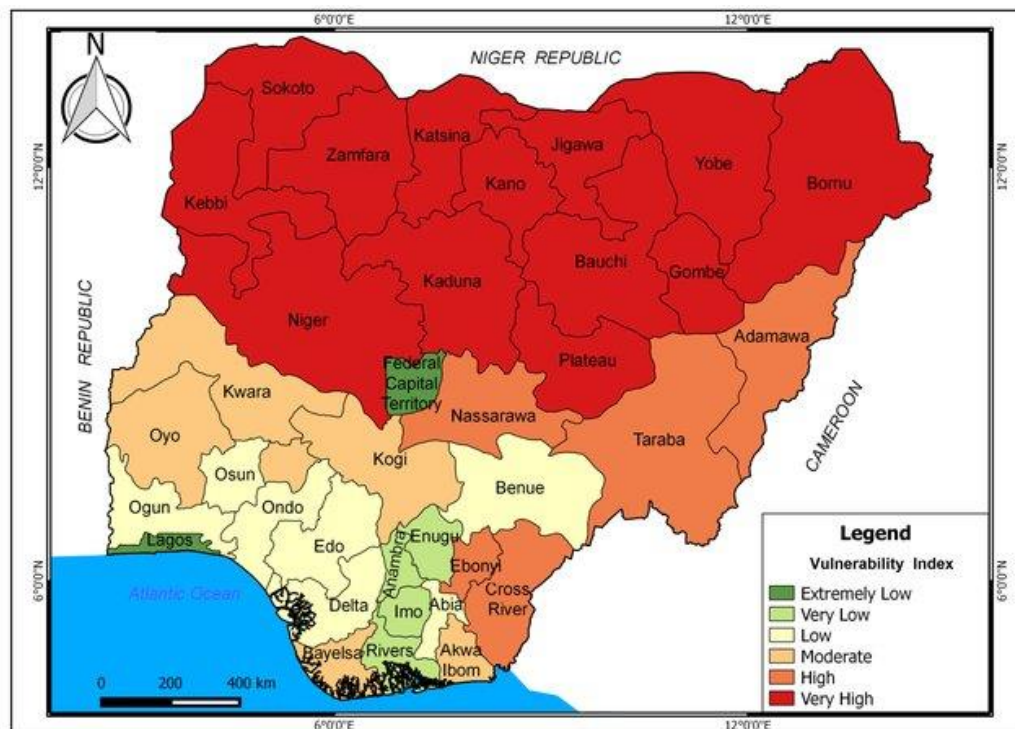 6°0'0"E
12°0'0"E
N
NIGER REPUBLIC
Sokoto
Katsina
Zamfara
Jigawa
Yobe
Kano
Bornu
Kebbi
12°0'0"N
12°0'0"N
Bauchi
Gombe
Kaduna
Niger
BENIN REPUBLIC
Adamawa
Plateau
Federal
Capital
Territory
Kwara
Nassarawa
Taraba
CAMEROON
Oyo
Kogi
Osun
Benue
Ogun
Ondo
Lagos
Edo
Enugu
Anambra
Ebonyi
Cross
River
Atlantic Ocean
Delta
Imo
Abia
Bayelsa
Rivers
Akwa
Ibom
6°0'0"N
6°0'0"N
Legend
Vulnerability Index
Extremely Low
Very Low
Low
Moderate
High
Very High
0 200 400 km
6°0'0"E
12°0'0"E